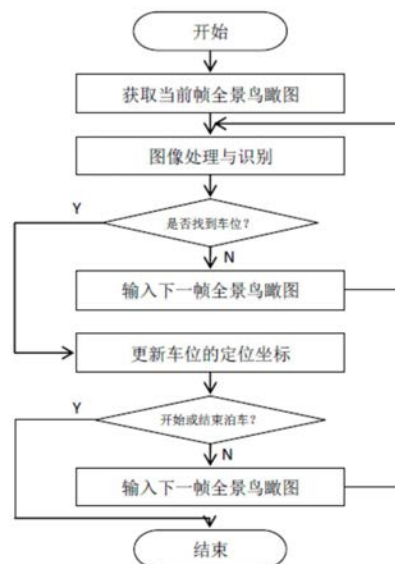 开始
获取当前帧全景鸟瞰图
图像处理与识别
Y
是否找到车位?
N
输入下一帧全景鸟瞰图
更新车位的定位坐标
Y
开始或结束泊车?
N
输入下一帧全景鸟瞰图
结束